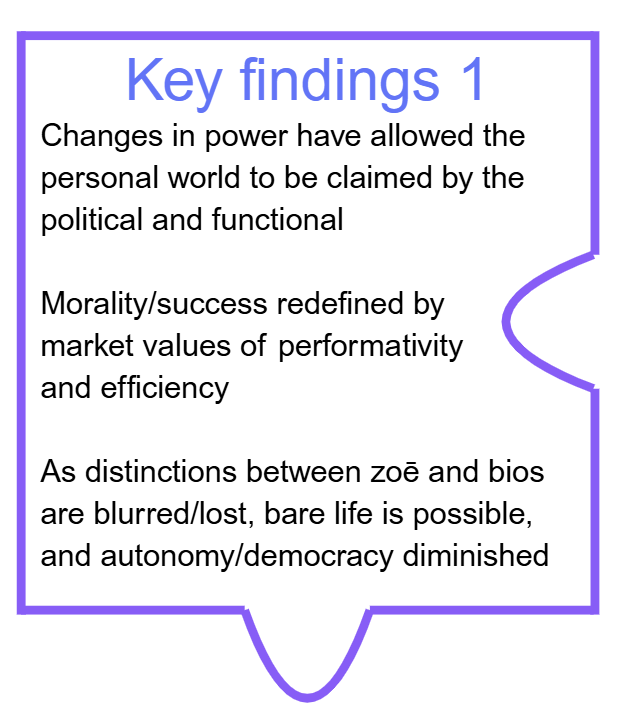 Key findings 1
Changes in power have allowed the
personal world to be claimed by the
political and functional
Morality/success redefined by
market values of performativity
and efficiency
As distinctions between zoē and bios
are blurred/lost, bare life is possible,
and autonomy/democracy diminished